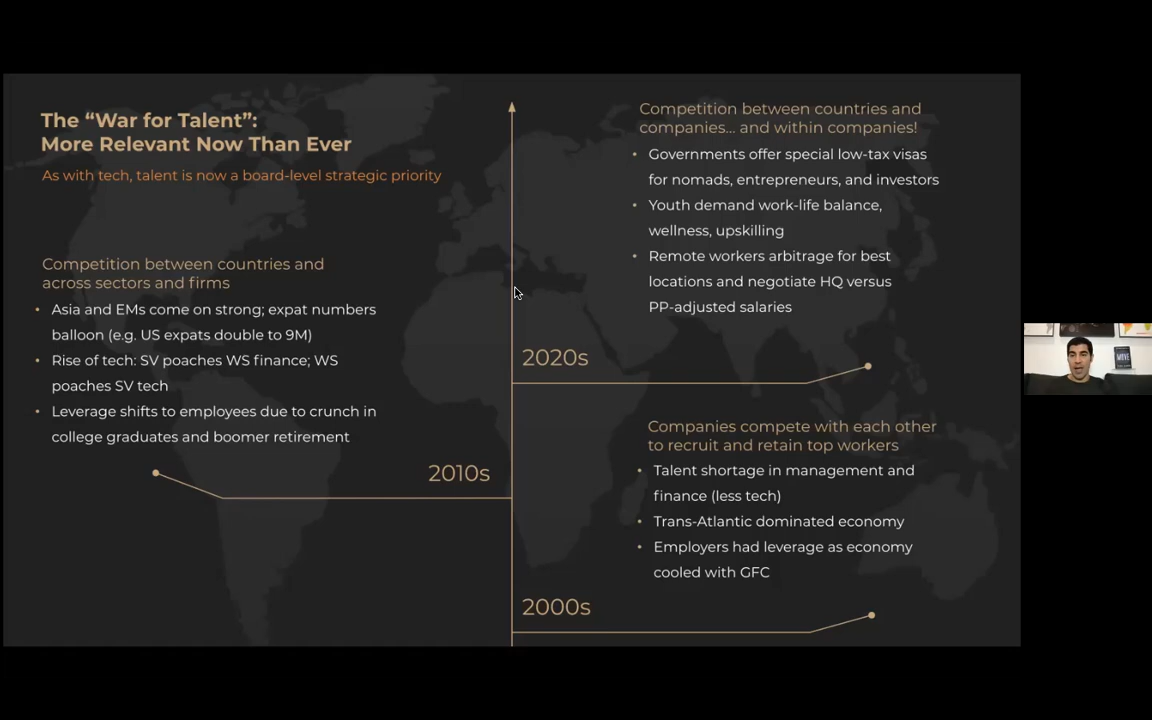 The “War for Talent”:
More Relevant Now Than Ever
As with tech, talent is now a board-level strategic priority
Competition between countries and
across sectors and firms
• Asia and EMs come on strong; expat numbers
balloon (e.g. US expats double to 9M)
• Rise of tech: SV poaches WS finance; WS
poaches SV tech
• Leverage shifts to employees due to crunch in
college graduates and boomer retirement
2010s
Competition between countries and
companies... and within companies!
• Governments offer special low-tax visas
for nomads, entrepreneurs, and investors
• Youth demand work-life balance,
wellness, upskilling
• Remote workers arbitrage for best
locations and negotiate HQ versus
PP-adjusted salaries
2020s
Companies compete with each other
to recruit and retain top workers
• Talent shortage in management and
finance (less tech)
• Trans-Atlantic dominated economy
• Employers had leverage as economy
cooled with GFC
2000s
MOVE